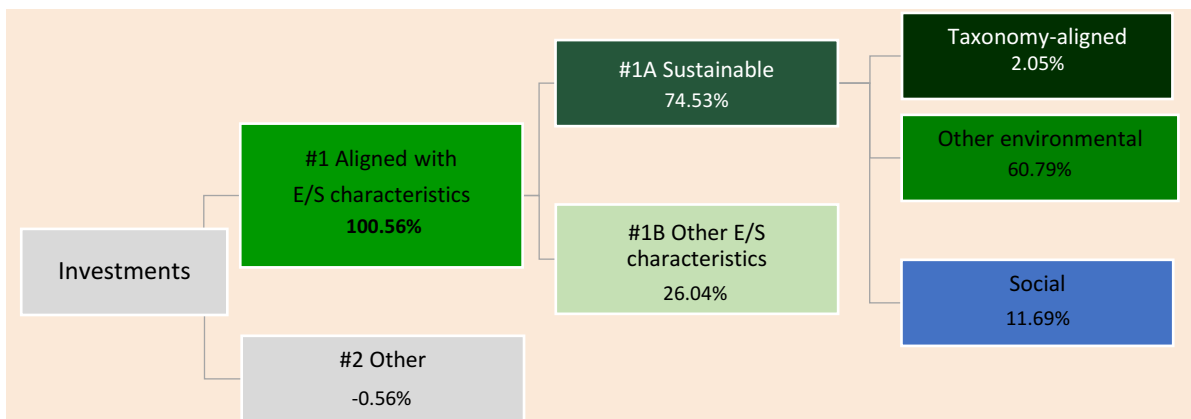 Investments
#1 Aligned with
E/S characteristics
100.56%
#2 Other
-0.56%
#1A Sustainable
74.53%
#1B Other E/S
characteristics
26.04%
Taxonomy-aligned
2.05%
Other environmental
60.79%
Social
11.69%